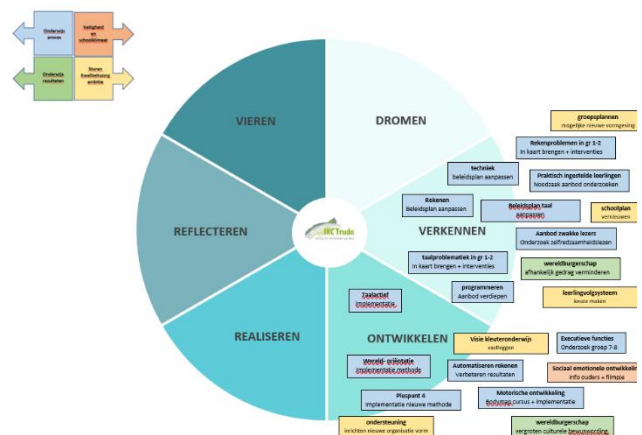 Onderwijs
proces
Veiligheid
en
schoolklimaat
Onderwijs
resultaten
Sturen
Kwaliteitszorg
ambitie
VIEREN
DROMEN
REFLECTEREN
VERKENNEN
REALISEREN
ONTWIKKELEN
IKC Trudo
groepsplannen
mogelijke nieuwe vormgeving
Rekenproblemen in gr 1-2
In kaart brengen + interventies
techniek
beleidsplan aanpassen
Praktisch ingestelde leerlingen
Noodzaak aanbod onderzoeken
Rekenen
Beleidsplan aanpassen
Beleidsplan taal
aanpassen
schoolplan
vernieuwen
Aanbod zwakke lezers
Onderzoek zelfredzaamheidslezen
taalproblematiek in gr 1-2
In kaart brengen + interventies
wereldburgerschap
afhankelijk gedrag verminderen
programmeren
Aanbod verdiepen
leerlingvolgsysteem
keuze maken
Taalactief
implementatie
Visie kleuteronderwijs
vastleggen
Executieve functies
Onderzoek groep 7-8
Wereld- oriëntatie
implementatie methode
Automatiseren rekenen
Verbeteren resultaten
Sociaal emotionele ontwikkeling
Info ouders + filmpje
Pluspunt 4
Implementatie nieuwe methode
Motorische ontwikkeling
Bodymap cursus + implementatie
ondersteuning
inrichten nieuwe organisatie vorm
wereldburgerschap
vergroten culturele bewustwording